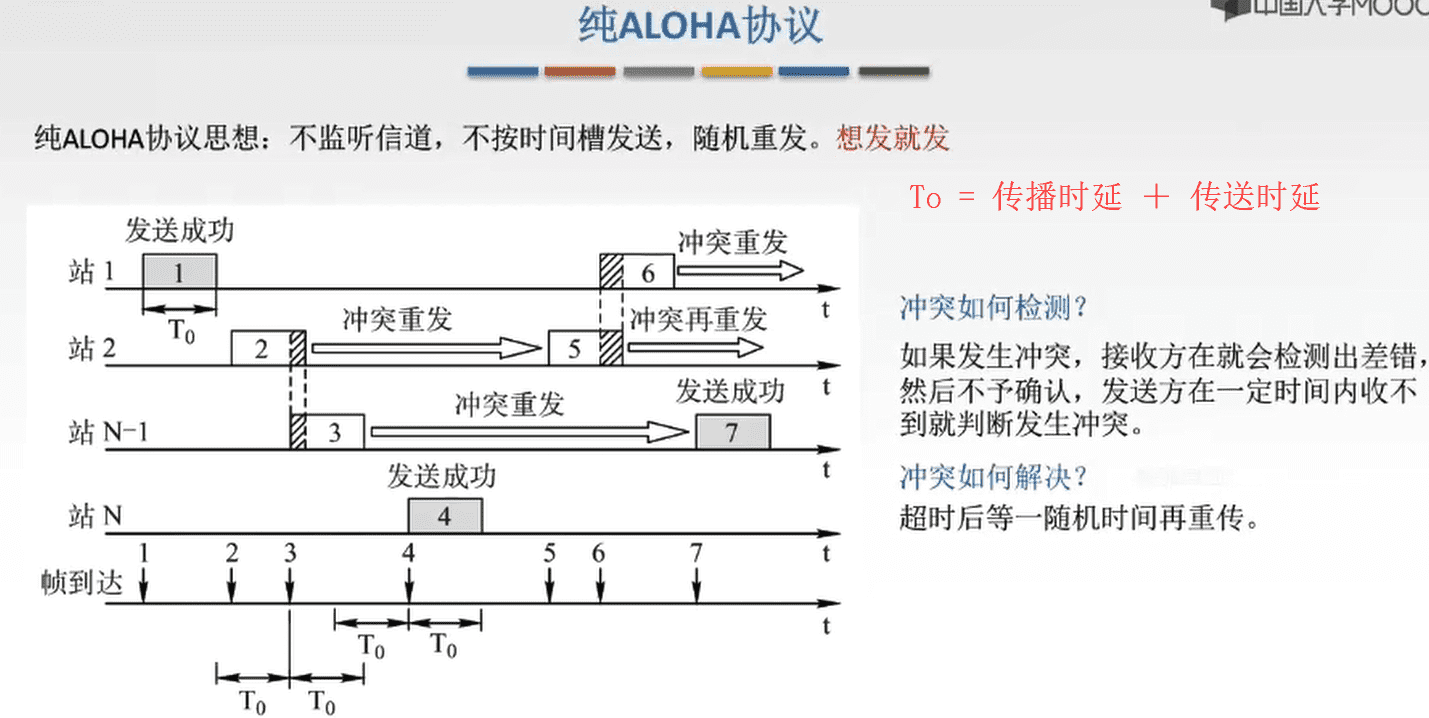 中国大学MOOC
纯ALOHA协议
纯ALOHA协议思想：不监听信道，不按时间槽发送，随机重发。想发就发
To = 传播时延 + 传送时延
发送成功
站 1
1
6
冲突重发
t
T0
站 2
2
冲突重发
5
冲突再重发
t
站 N-1
3
冲突重发
发送成功
7
t
发送成功
站 N
4
t
1 2 3 4 5 6 7
帧到达
t
T0 T0
T0 T0
冲突如何检测？
如果发生冲突，接收方在就会检测出差错，
然后不予确认，发送方在一定时间内收不
到就判断发生冲突。
冲突如何解决？
超时后等一随机时间再重传。